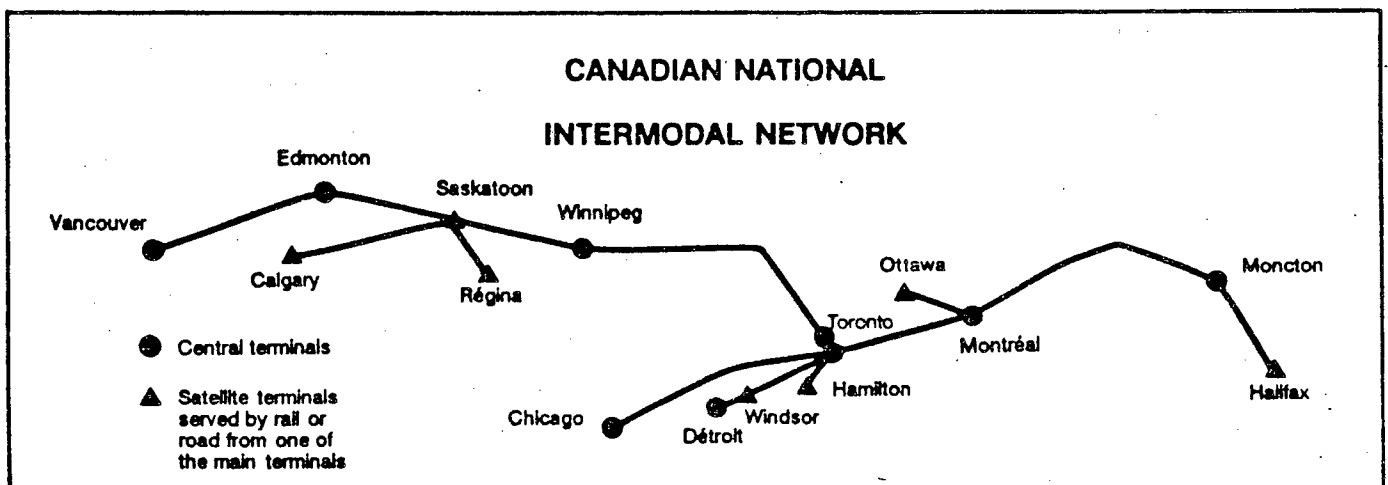 CANADIAN NATIONAL
INTERMODAL NETWORK
Edmonton
Saskatoon
Vancouver
Winnipeg
Calgary
Régina
Ottawa
Moncton
Toronto
Montréal
Central terminals
Hamilton
Halifax
Satellite terminals
served by rail or
road from one of
the main terminals
Chicago
Windsor
Détroit